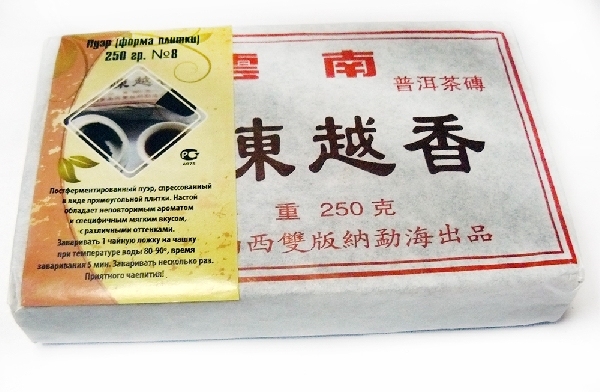 Пуэр (форма плитки)
250 гр. №8
Постферментированный пуэр, спрессованный
в виде прямоугольной плитки. Настой
обладает неповторимым ароматом
и специфичным мягким вкусом,
с различными оттенками.
Заваривать 1 чайную ложку на чашку
при температуре воды 80-90º, время
заваривания 5 мин. Заваривать несколько раз.
Приятного чаепития!
雲南
普洱茶磚
陳越香
重 250 克
西雙版納勐海出品